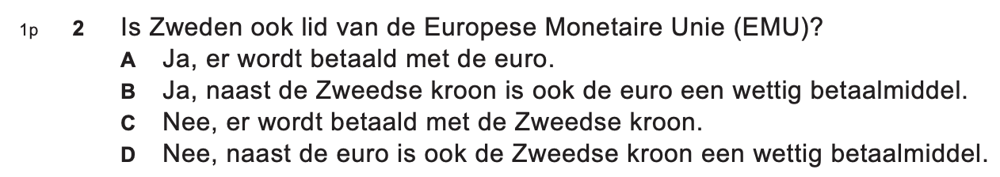 1p 2 Is Zweden ook lid van de Europese Monetaire Unie (EMU)?
A Ja, er wordt betaald met de euro.
B Ja, naast de Zweedse kroon is ook de euro een wettig betaalmiddel.
C Nee, er wordt betaald met de Zweedse kroon.
D Nee, naast de euro is ook de Zweedse kroon een wettig betaalmiddel.